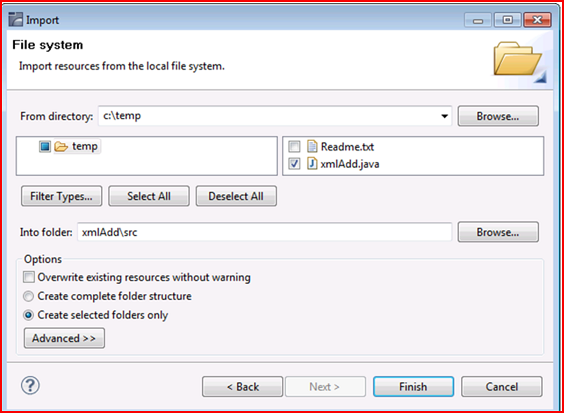 Import
File system
Import resources from the local file system.
From directory: c:\temp Browse...
temp
Readme.txt
xmlAdd.java
Filter Types... Select All Deselect All
Into folder: xmlAdd\src Browse...
Options
Overwrite existing resources without warning
Create complete folder structure
Create selected folders only
Advanced >>
? < Back Next > Finish Cancel